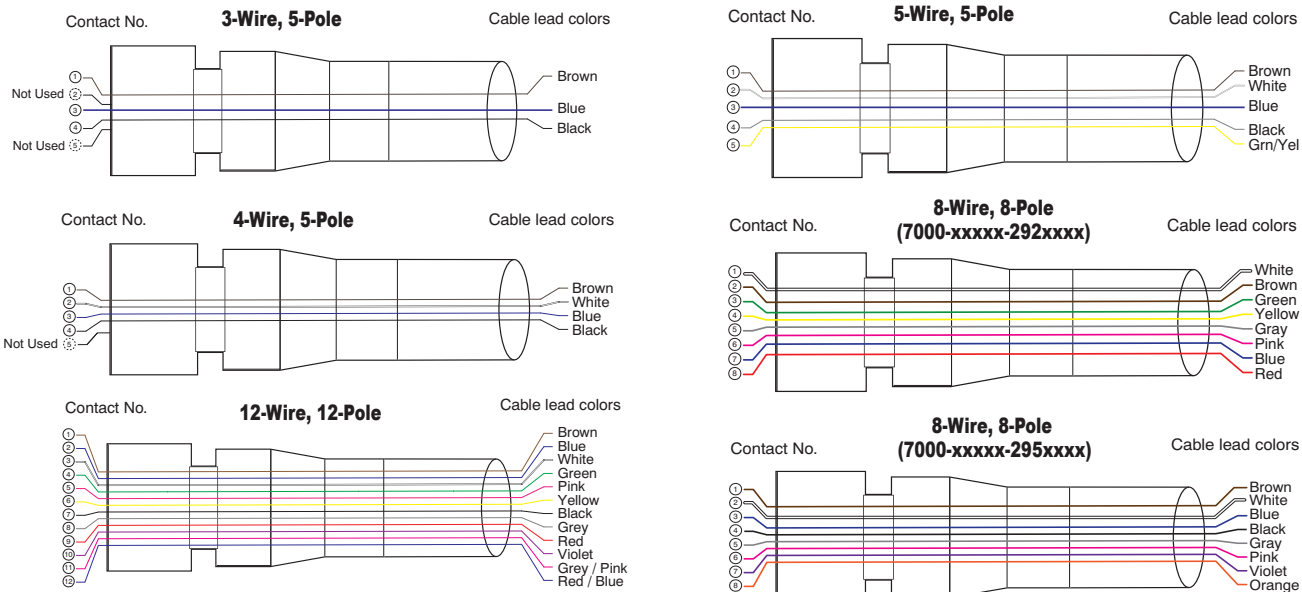 Contact No.
3-Wire, 5-Pole
Cable lead colors
1
Not Used 2
3
4
Not Used 5
Brown
Blue
Black
Contact No.
4-Wire, 5-Pole
Cable lead colors
1
2
3
4
Not Used 5
Brown
White
Blue
Black
Contact No.
12-Wire, 12-Pole
Cable lead colors
1
2
3
4
5
6
7
8
9
10
11
12
Brown
Blue
White
Green
Pink
Yellow
Black
Grey
Red
Violet
Grey / Pink
Red / Blue
Contact No.
5-Wire, 5-Pole
Cable lead colors
1
2
3
4
5
Brown
White
Blue
Black
Grn/Yel
Contact No.
8-Wire, 8-Pole
(7000-xxxxx-292xxxx)
Cable lead colors
1
2
3
4
5
6
7
8
White
Brown
Green
Yellow
Gray
Pink
Blue
Red
Contact No.
8-Wire, 8-Pole
(7000-xxxxx-295xxxx)
Cable lead colors
1
2
3
4
5
6
7
8
Brown
White
Blue
Black
Gray
Pink
Violet
Orange